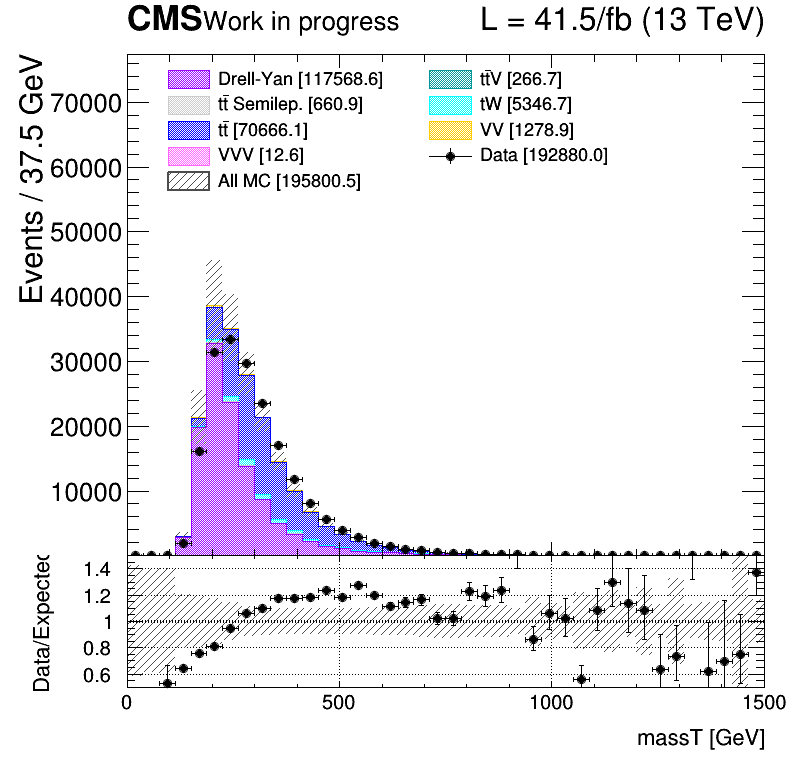 CMS Work in progress L = 41.5/fb (13 TeV)
Events / 37.5 GeV
Drell-Yan [117568.6]
tt̄ Semilep. [660.9]
tt̄ [70666.1]
VVV [12.6]
All MC [195800.5]
tt̄V [266.7]
tW [5346.7]
VV [1278.9]
Data [192880.0]
70000
60000
50000
40000
30000
20000
10000
Data/Expected
1.4
1.2
1
0.8
0.6
0 500 1000 1500
massT [GeV]